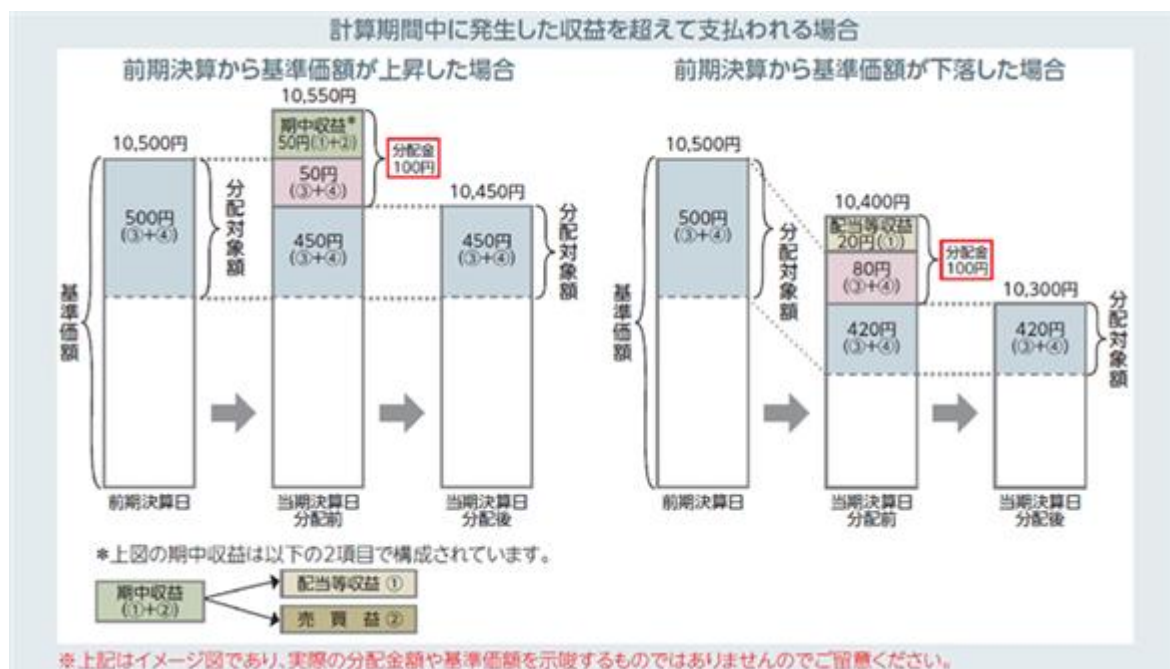 計算期間中に発生した収益を超えて支払われる場合
前期決算から基準価額が上昇した場合
10,550円
10,500円
期中収益*
50円(①+②)
分配金
100円
50円
(③+④)
10,450円
500円
(③+④)
分配対象額
450円
(③+④)
450円
(③+④)
分配対象額
基準価額
前期決算日
当期決算日
分配前
当期決算日
分配後
前期決算から基準価額が下落した場合
10,500円
10,400円
配当等収益
20円(①)
分配金
100円
500円
(③+④)
分配対象額
80円
(③+④)
10,300円
420円
(③+④)
420円
(③+④)
分配対象額
基準価額
前期決算日
当期決算日
分配前
当期決算日
分配後
*上図の期中収益は以下の2項目で構成されています。
期中収益
(①+②)
配当等収益 ①
売 買 益 ②
※上記はイメージ図であり、実際の分配金額や基準価額を示唆するものではありませんのでご留意ください。